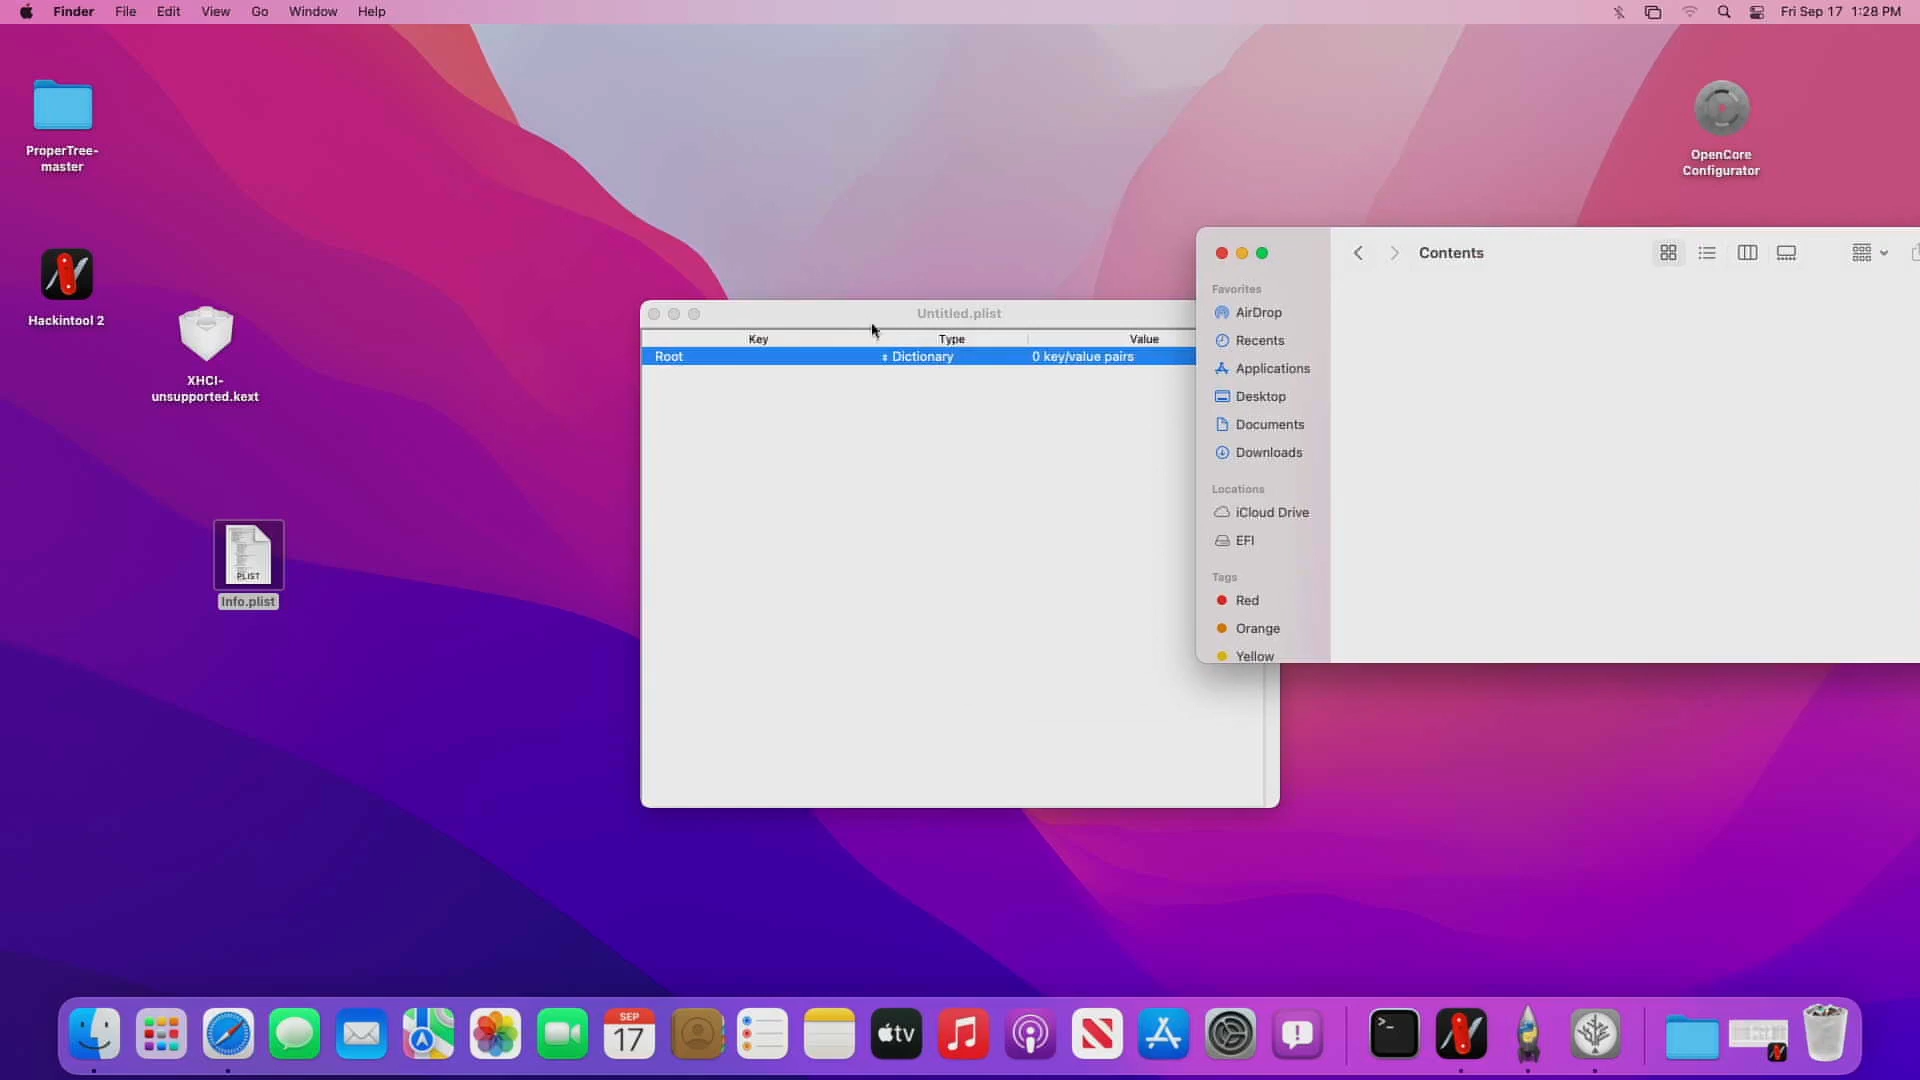 Finder File Edit View Go Window Help
Fri Sep 17 1:28 PM
ProperTree-
master
OpenCore
Configurator
Hackintool 2
XHCI-
unsupported.kext
PLIST
Info.plist
Untitled.plist
Key Type Value
Root Dictionary 0 key/value pairs
Contents
Favorites
AirDrop
Recents
Applications
Desktop
Documents
Downloads
Locations
iCloud Drive
EFI
Tags
Red
Orange
Yellow
SEP
17
tv
>_